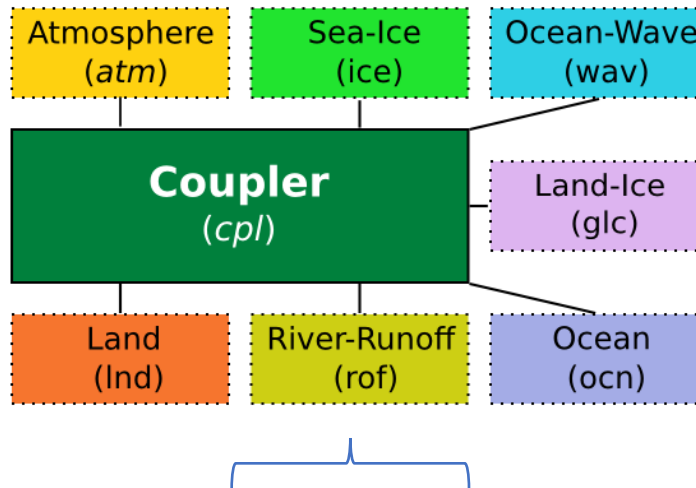 Atmosphere
(atm)
Sea-Ice
(ice)
Ocean-Wave
(wav)
Coupler
(cpl)
Land-Ice
(glc)
Land
(lnd)
River-Runoff
(rof)
Ocean
(ocn)